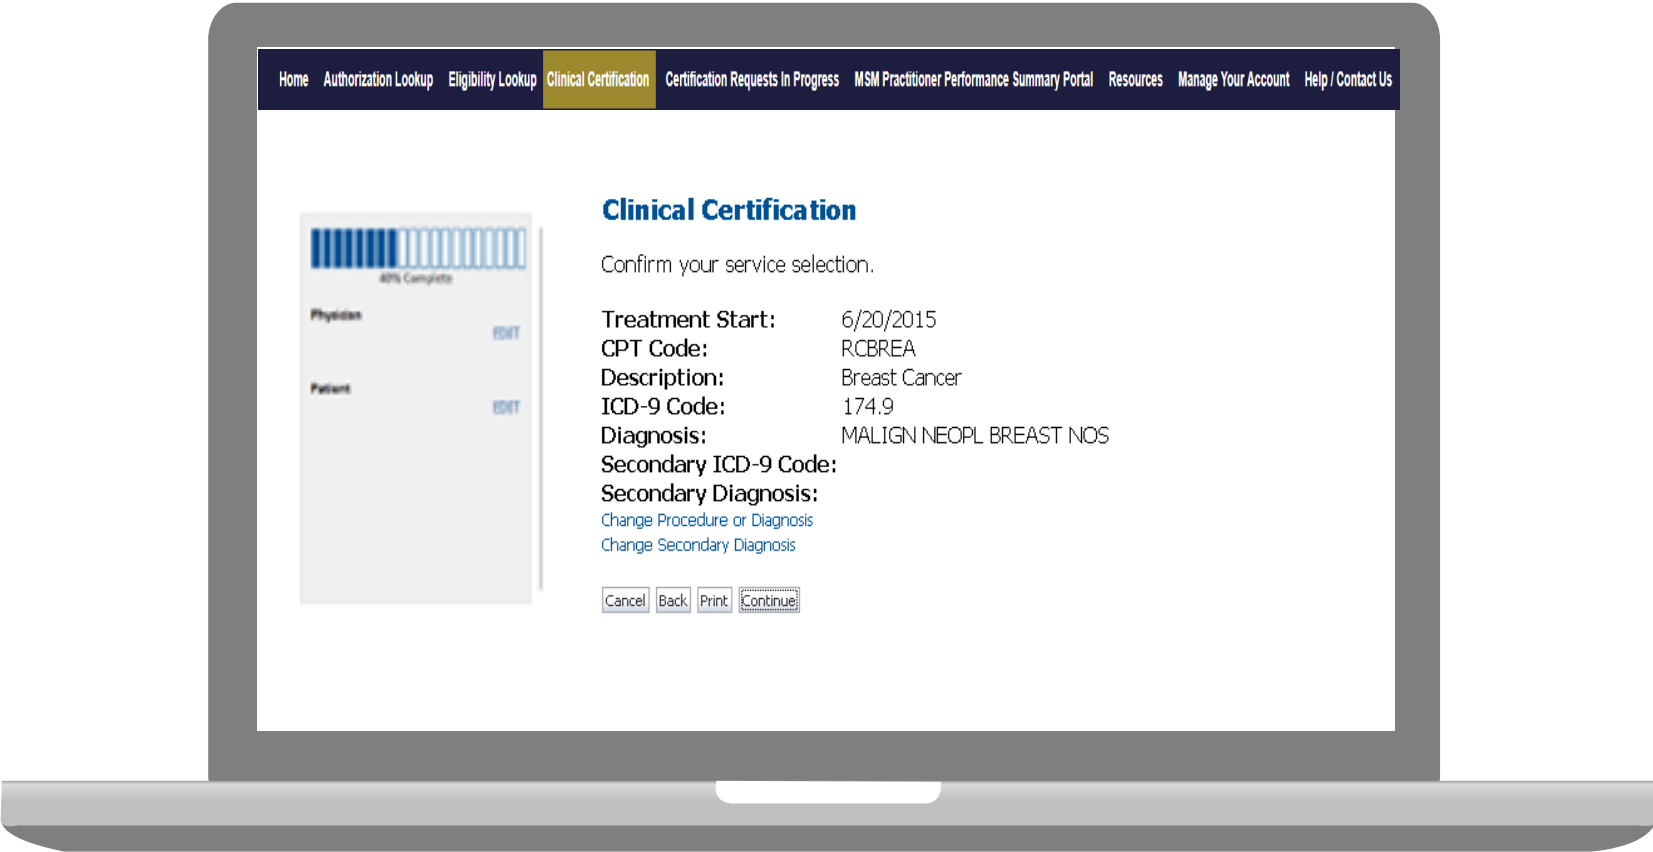 Home Authorization Lookup Eligibility Lookup Clinical Certification Certification Requests In Progress MSM Practitioner Performance Summary Portal Resources Manage Your Account Help / Contact Us
40% Complete
Physician
EDIT
Patient
EDIT
Clinical Certification
Confirm your service selection.
Treatment Start: 6/20/2015
CPT Code: RCBREA
Description: Breast Cancer
ICD-9 Code: 174.9
Diagnosis: MALIGN NEOPL BREAST NOS
Secondary ICD-9 Code:
Secondary Diagnosis:
Change Procedure or Diagnosis
Change Secondary Diagnosis
Cancel Back Print Continue